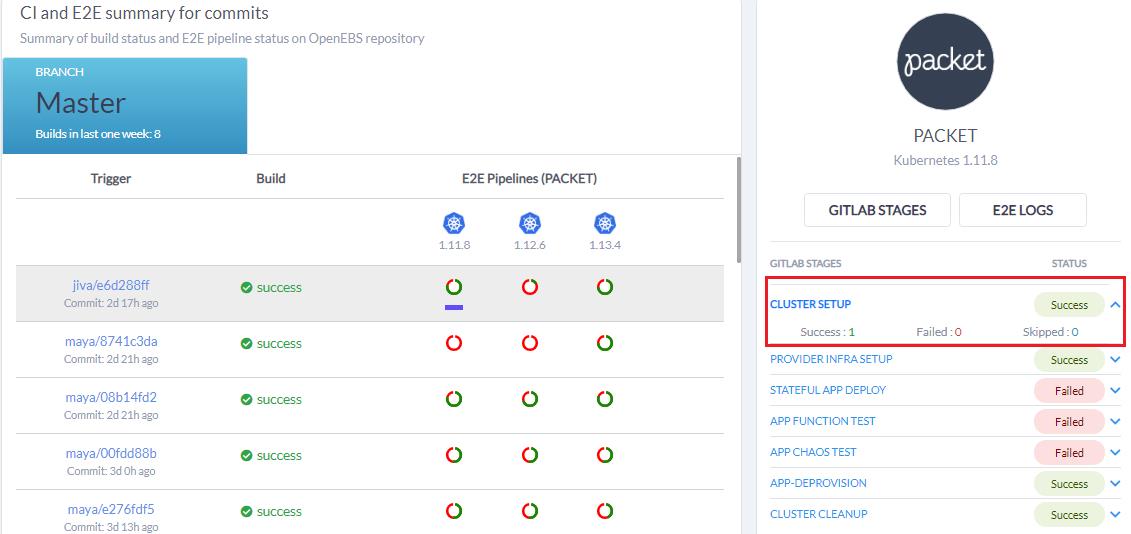 CI and E2E summary for commits
Summary of build status and E2E pipeline status on OpenEBS repository
BRANCH
Master
Builds in last one week: 8
Trigger Build E2E Pipelines (PACKET)
1.11.8 1.12.6 1.13.4
jiva/e6d288ff success
Commit: 2d 17h ago
maya/8741c3da success
Commit: 2d 21h ago
maya/08b14fd2 success
Commit: 2d 21h ago
maya/00fdd88b success
Commit: 3d 0h ago
maya/e276fdf5 success
Commit: 3d 13h ago
packet
PACKET
Kubernetes 1.11.8
GITLAB STAGES E2E LOGS
GITLAB STAGES STATUS
CLUSTER SETUP Success
Success : 1 Failed : 0 Skipped : 0
PROVIDER INFRA SETUP Success
STATEFUL APP DEPLOY Failed
APP FUNCTION TEST Failed
APP CHAOS TEST Failed
APP-DEPROVISION Success
CLUSTER CLEANUP Success